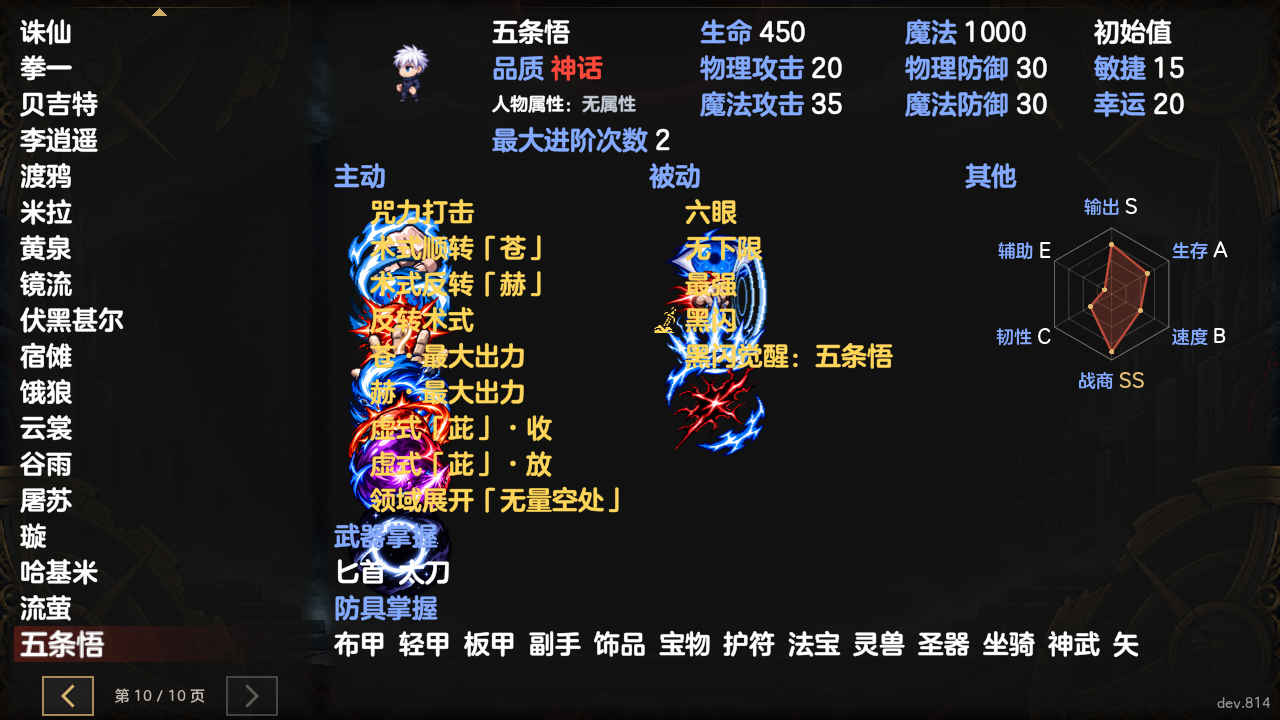 诛仙
拳一
贝吉特
李逍遥
渡鸦
米拉
黄泉
镜流
伏黑甚尔
宿傩
饿狼
云裳
谷雨
屠苏
璇
哈基米
流萤
五条悟
第 10 / 10 页
五条悟
品质 神话
人物属性：无属性
最大进阶次数 2
生命 450
物理攻击 20
魔法攻击 35
魔法 1000
物理防御 30
魔法防御 30
初始值
敏捷 15
幸运 20
主动
咒力打击
术式顺转「苍」
术式反转「赫」
反转术式
苍·最大出力
赫·最大出力
虚式「茈」·收
虚式「茈」·放
领域展开「无量空处」
武器掌握
匕首 太刀
防具掌握
布甲 轻甲 板甲 副手 饰品 宝物 护符 法宝 灵兽 圣器 坐骑 神武 矢
被动
六眼
无下限
最强
黑闪
黑闪觉醒：五条悟
其他
输出 S
辅助 E
生存 A
韧性 C
速度 B
战商 SS
dev.814